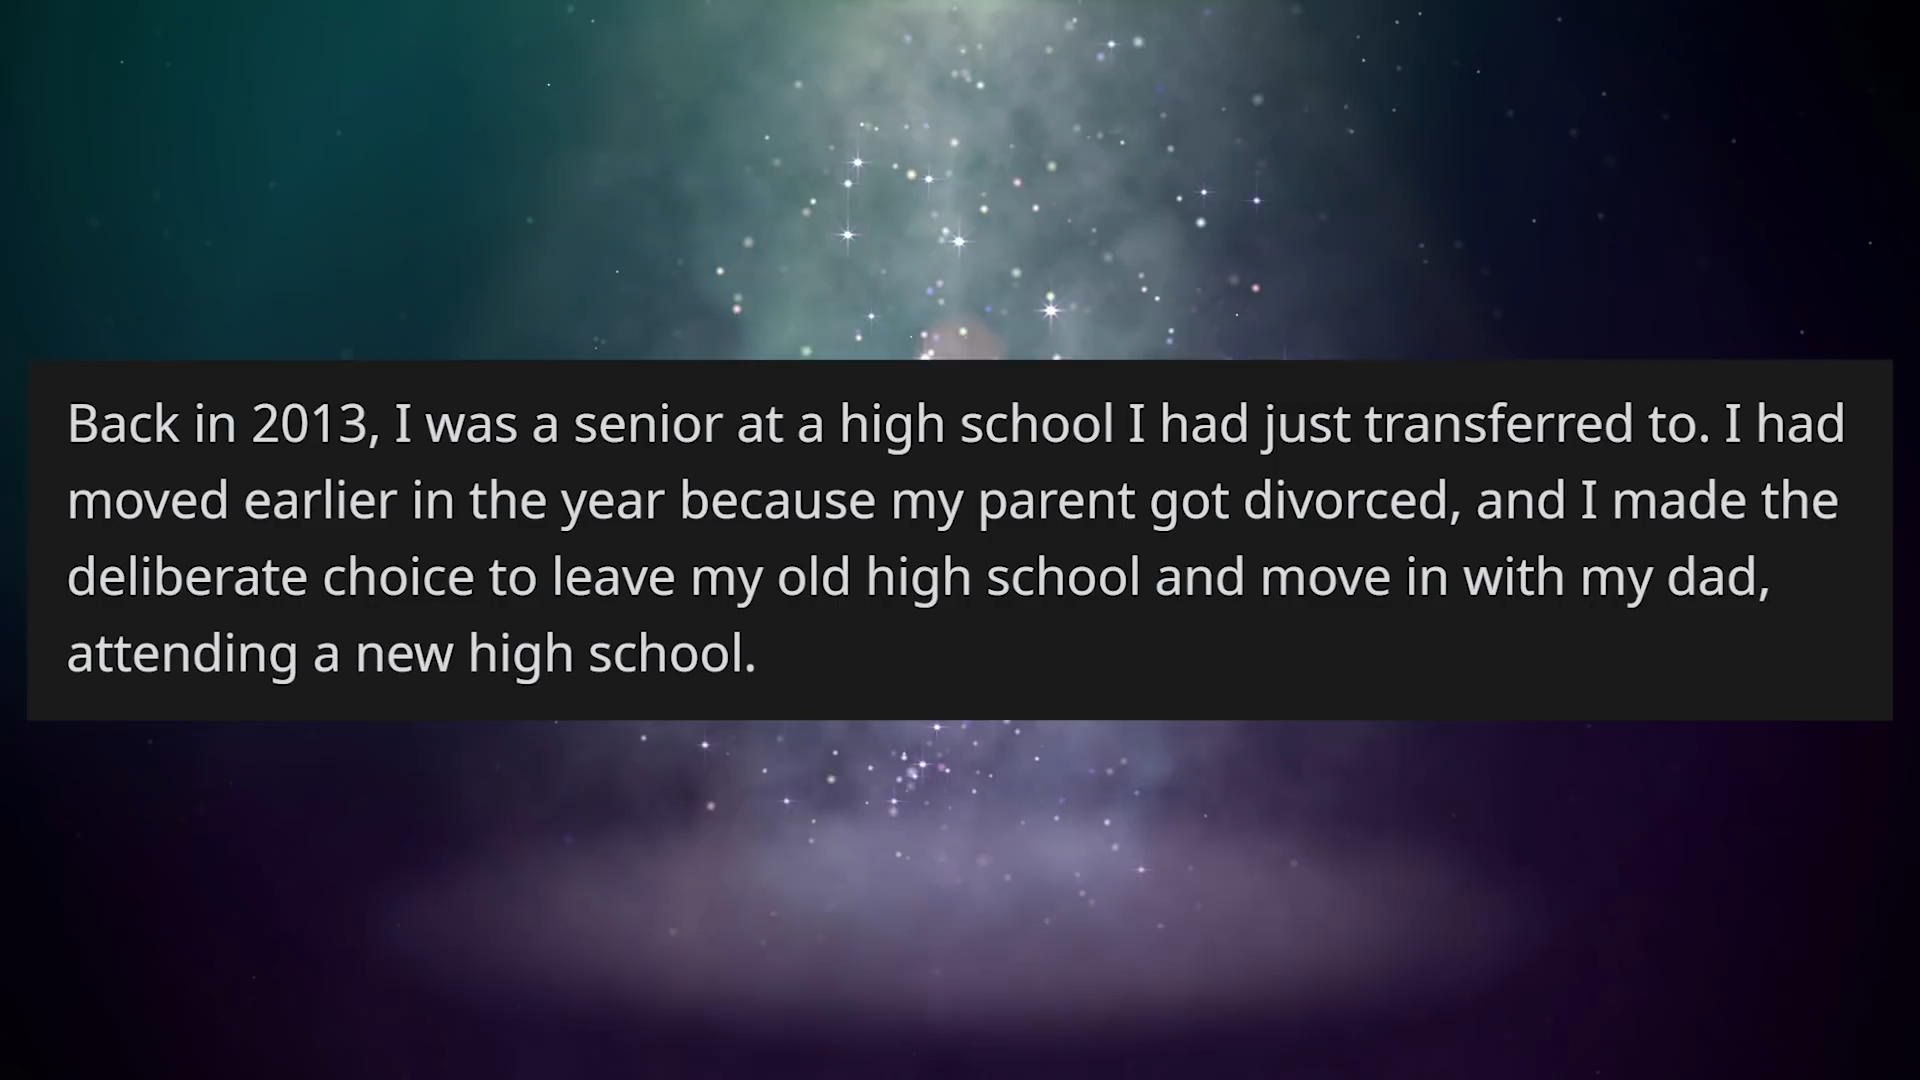 Back in 2013, I was a senior at a high school I had just transferred to. I had
moved earlier in the year because my parent got divorced, and I made the
deliberate choice to leave my old high school and move in with my dad,
attending a new high school.